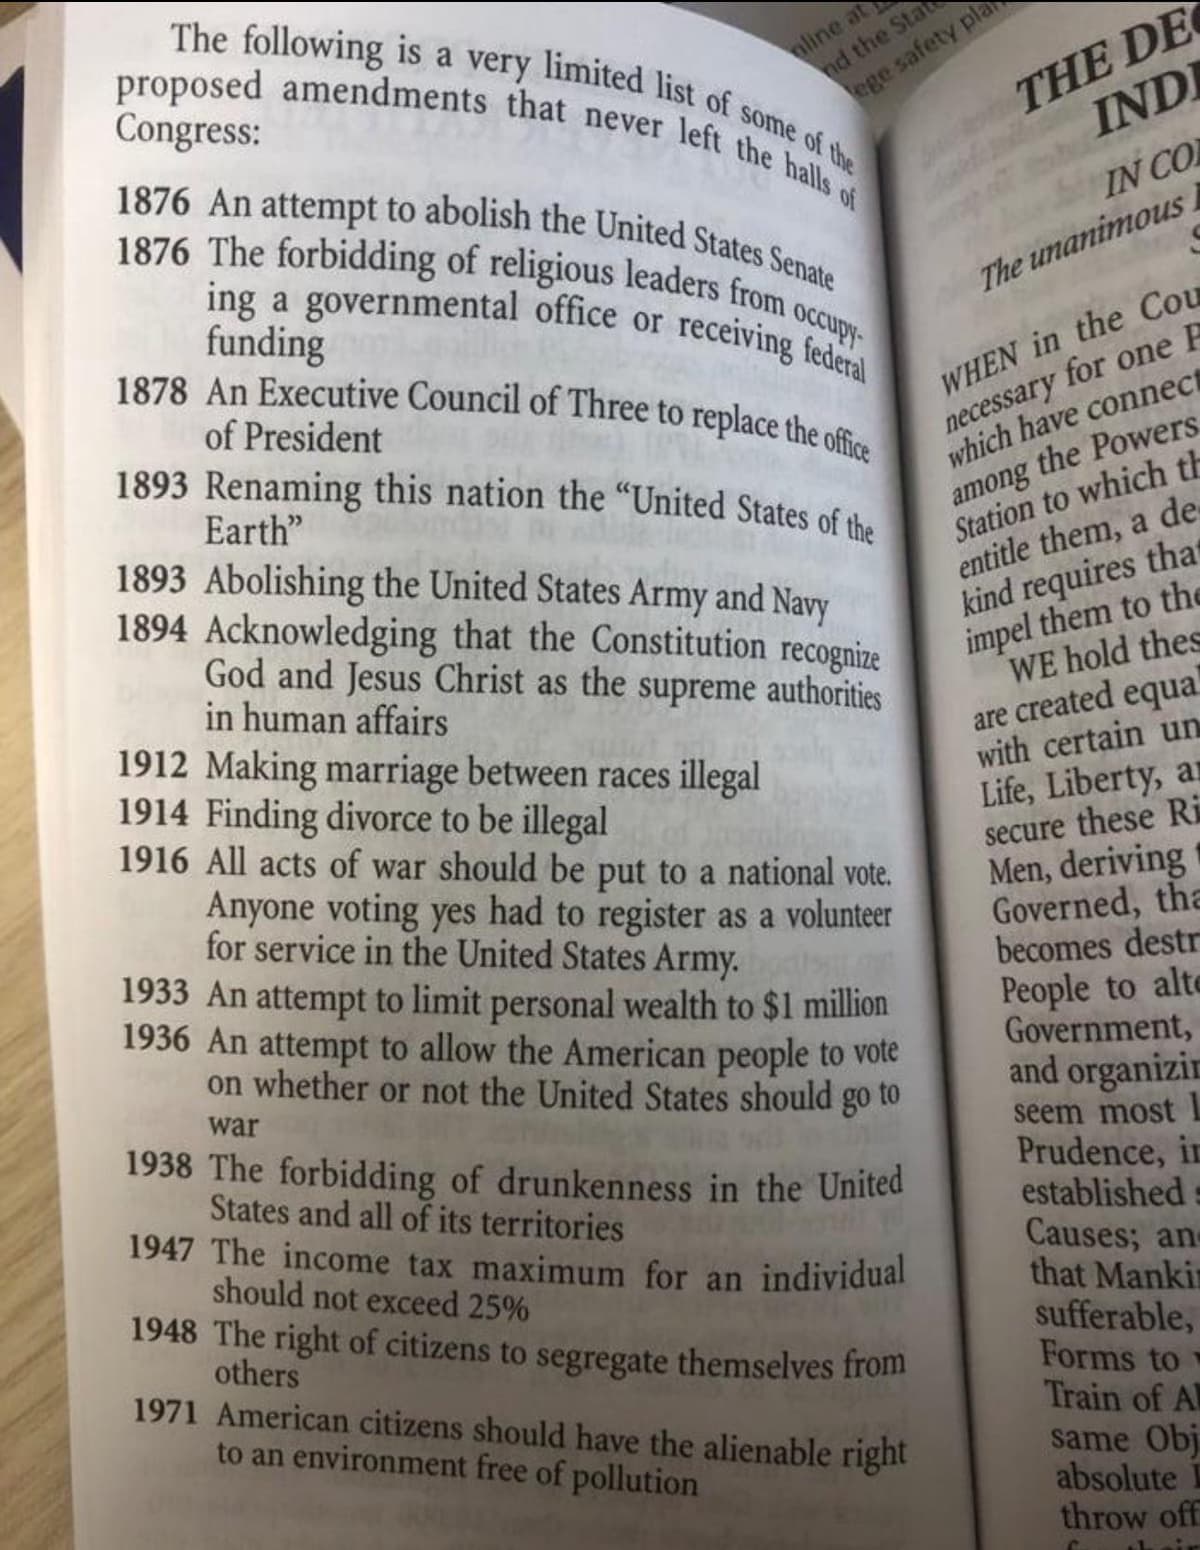 The following is a very limited list of some of the
proposed amendments that never left the halls of
Congress:
1876 An attempt to abolish the United States Senate
1876 The forbidding of religious leaders from occupy-
ing a governmental office or receiving federal
funding
1878 An Executive Council of Three to replace the office
of President
1893 Renaming this nation the “United States of the
Earth”
1893 Abolishing the United States Army and Navy
1894 Acknowledging that the Constitution recognize
God and Jesus Christ as the supreme authorities
in human affairs
1912 Making marriage between races illegal
1914 Finding divorce to be illegal
1916 All acts of war should be put to a national vote.
Anyone voting yes had to register as a volunteer
for service in the United States Army.
1933 An attempt to limit personal wealth to $1 million
1936 An attempt to allow the American people to vote
on whether or not the United States should go to
war
1938 The forbidding of drunkenness in the United
States and all of its territories
1947 The income tax maximum for an individual
should not exceed 25%
1948 The right of citizens to segregate themselves from
others
1971 American citizens should have the alienable right
to an environment free of pollution
nline at
nd the State
lege safety plan
THE DE
IND
IN CO
The unanimous
WHEN in the Cou
necessary for one
which have connect
among the Powers
Station to which th
entitle them, a de
kind requires that
impel them to the
WE hold thes
are created equal
with certain un
Life, Liberty, a
secure these Ri
Men, deriving
Governed, tha
becomes destr
People to alte
Government,
and organizin
seem most
Prudence, in
established
Causes; an
that Mankin
sufferable,
Forms to
Train of A
same Obj
absolute
throw off